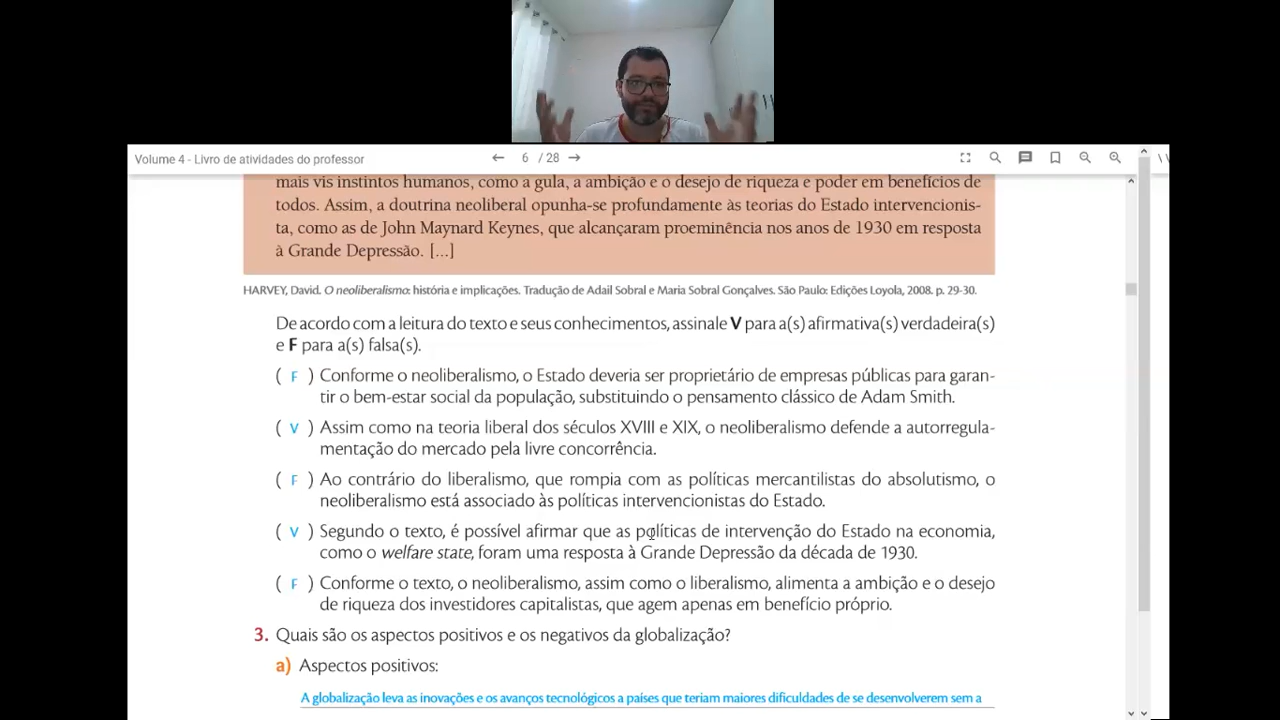 Volume 4 - Livro de atividades do professor
6 / 28
mais vis instintos humanos, como a gula, a ambição e o desejo de riqueza e poder em benefícios de
todos. Assim, a doutrina neoliberal opunha-se profundamente às teorias do Estado intervencionis-
ta, como as de John Maynard Keynes, que alcançaram proeminência nos anos de 1930 em resposta
à Grande Depressão. [...]
HARVEY, David. O neoliberalismo: história e implicações. Tradução de Adail Sobral e Maria Sobral Gonçalves. São Paulo: Edições Loyola, 2008. p. 29-30.
De acordo com a leitura do texto e seus conhecimentos, assinale V para a(s) afirmativa(s) verdadeira(s)
e F para a(s) falsa(s).
( F ) Conforme o neoliberalismo, o Estado deveria ser proprietário de empresas públicas para garan-
tir o bem-estar social da população, substituindo o pensamento clássico de Adam Smith.
( V ) Assim como na teoria liberal dos séculos XVIII e XIX, o neoliberalismo defende a autorregula-
mentação do mercado pela livre concorrência.
( F ) Ao contrário do liberalismo, que rompia com as políticas mercantilistas do absolutismo, o
neoliberalismo está associado às políticas intervencionistas do Estado.
( V ) Segundo o texto, é possível afirmar que as políticas de intervenção do Estado na economia,
como o welfare state, foram uma resposta à Grande Depressão da década de 1930.
( F ) Conforme o texto, o neoliberalismo, assim como o liberalismo, alimenta a ambição e o desejo
de riqueza dos investidores capitalistas, que agem apenas em benefício próprio.
3. Quais são os aspectos positivos e os negativos da globalização?
a) Aspectos positivos:
A globalização leva as inovações e os avanços tecnológicos a países que teriam maiores dificuldades de se desenvolverem sem a